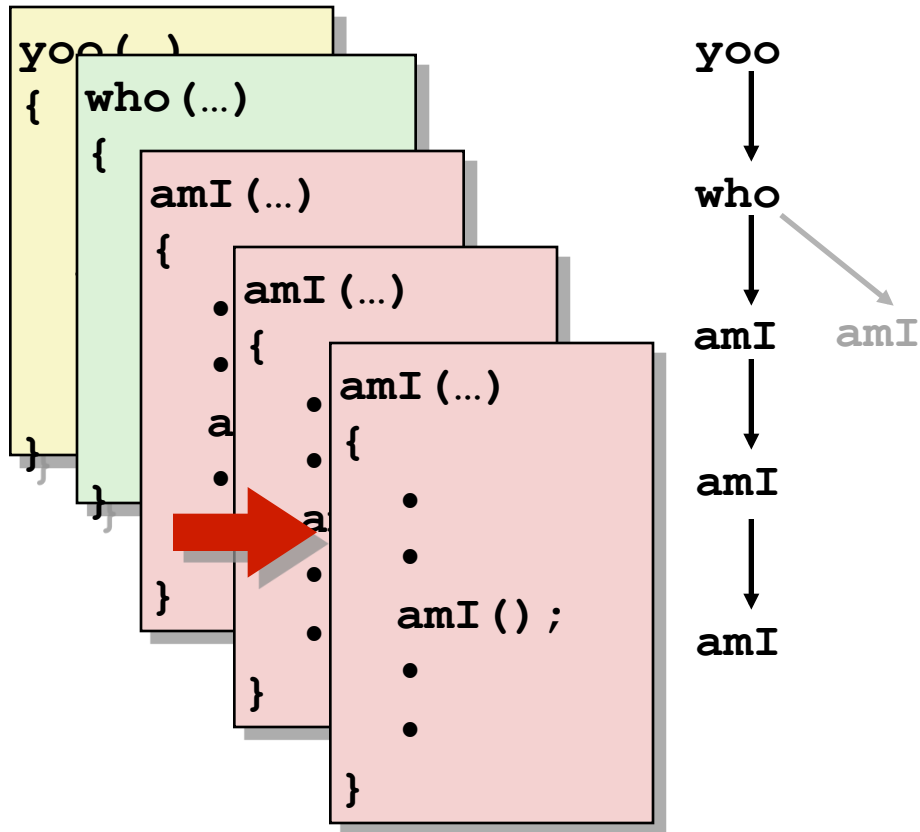 yoo(…)
{
}
who(…)
{
}
amI(…)
{
•
•
a
•
}
amI(…)
{
•
•
a
•
•
}
amI(…)
{
•
•
amI();
•
•
}
yoo
who
amI amI
amI
amI